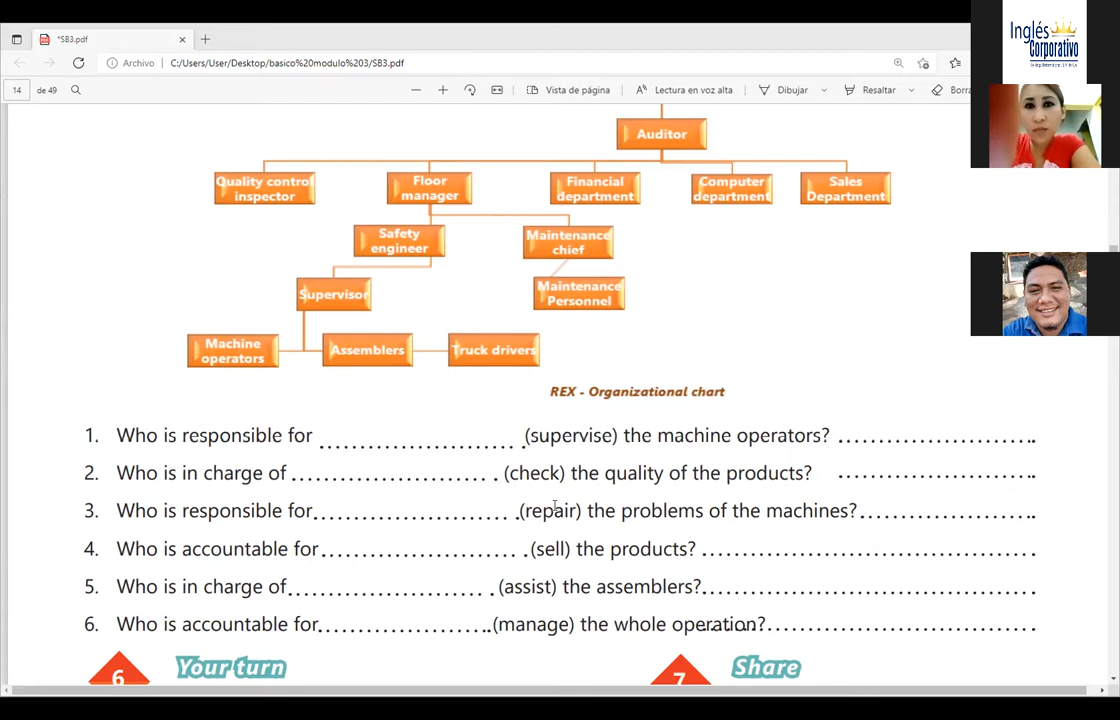 *SB3.pdf
Inglés
Corporativo
Archivo C:/Users/User/Desktop/basico%20modulo%203/SB3.pdf
14 de 49 Vista de página Lectura en voz alta Dibujar Resaltar Borra
Auditor
Quality control
inspector
Floor
manager
Financial
department
Computer
department
Sales
Department
Safety
engineer
Maintenance
chief
Supervisor
Maintenance
Personnel
Machine
operators
Assemblers
Truck drivers
REX - Organizational chart
1. Who is responsible for ........................ (supervise) the machine operators? ..........................
2. Who is in charge of ......................... (check) the quality of the products? ..........................
3. Who is responsible for......................... (repair) the problems of the machines? .......................
4. Who is accountable for......................... (sell) the products? ...........................................
5. Who is in charge of......................... (assist) the assemblers?...........................................
6. Who is accountable for......................(manage) the whole operation?...................................
6 Your turn
7 Share